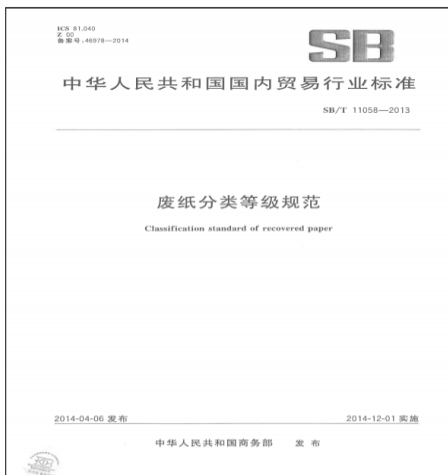 ICS 81.040
Z 00
备案号:46978—2014
SB
中华人民共和国国内贸易行业标准
SB/T 11058—2013
废纸分类等级规范
Classification standard of recovered paper
2014-04-06 发布
2014-12-01 实施
中华人民共和国商务部 发布